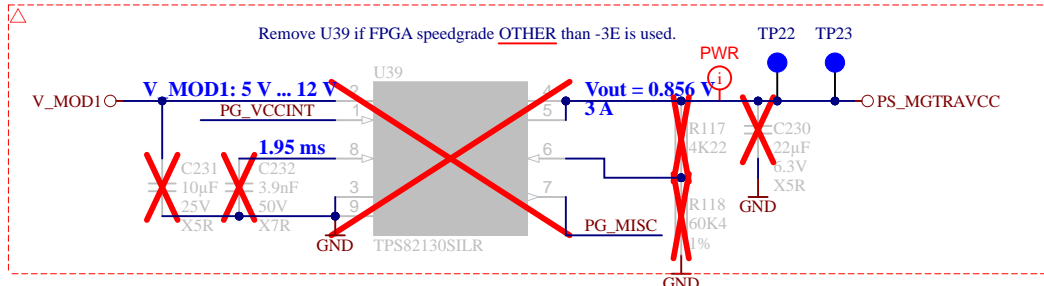 Remove U39 if FPGA speedgrade OTHER than -3E is used.
TP22
TP23
PWR
i
U39
V_MOD1
V_MOD1: 5 V ... 12 V
2
4
Vout = 0.856 V
PS_MGTRAVCC
PG_VCCINT
1
5
3 A
R117
4K22
C230
22µF
6.3V
X5R
1.95 ms
8
6
C231
10µF
25V
X5R
C232
3.9nF
50V
X7R
3
9
7
GND
R118
60K4
1%
PG_MISC
GND
TPS82130SILR
GND